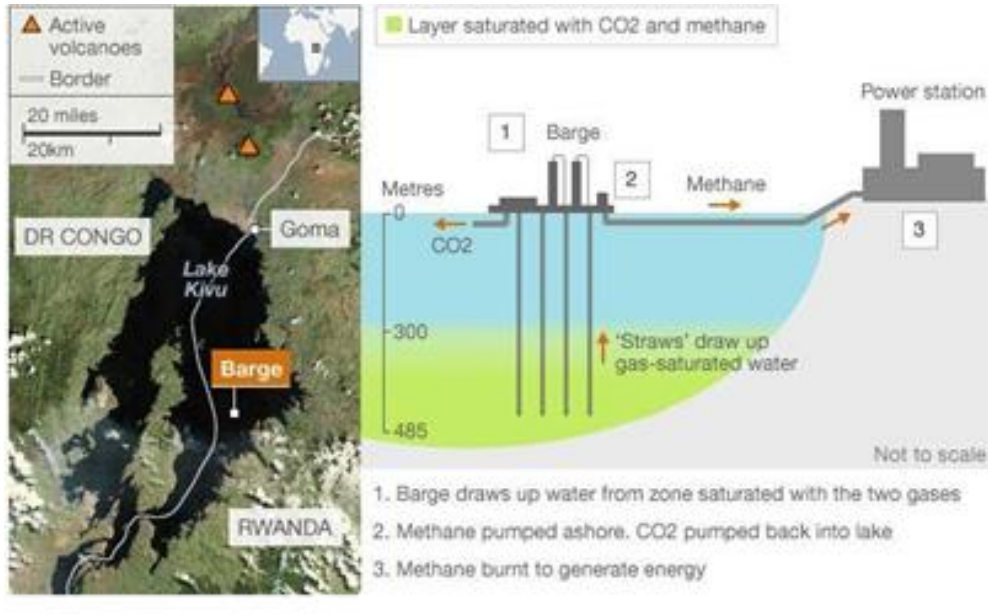 Active
volcanoes
Border
20 miles
20km
DR CONGO
Goma
Lake
Kivu
Barge
RWANDA
Layer saturated with CO2 and methane
Power station
1
Barge
2
Methane
Metres
0
CO2
3
300
'Straws' draw up
gas-saturated water
485
Not to scale
1. Barge draws up water from zone saturated with the two gases
2. Methane pumped ashore. CO2 pumped back into lake
3. Methane burnt to generate energy